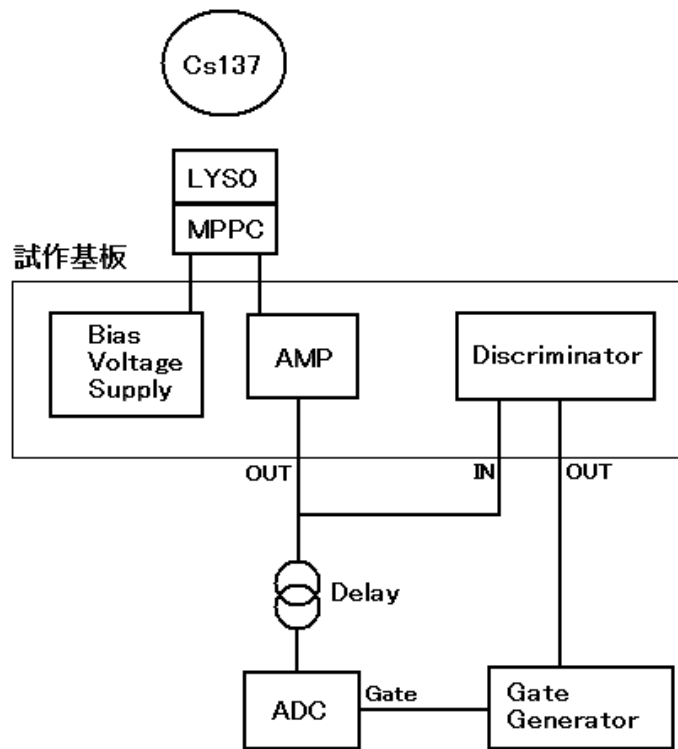 Cs137
LYSO
MPPC
試作基板
Bias
Voltage
Supply
AMP
Discriminator
OUT
IN
OUT
Delay
ADC
Gate
Gate
Generator